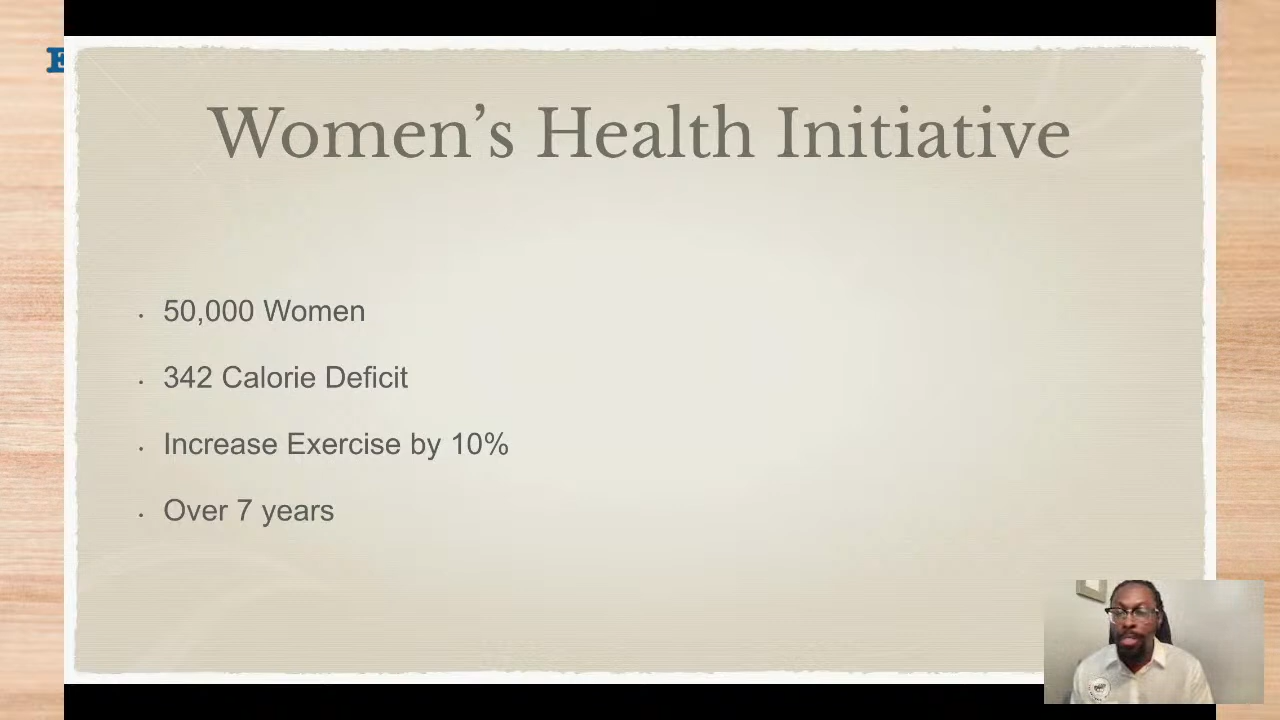 E
Women's Health Initiative
• 50,000 Women
• 342 Calorie Deficit
• Increase Exercise by 10%
• Over 7 years